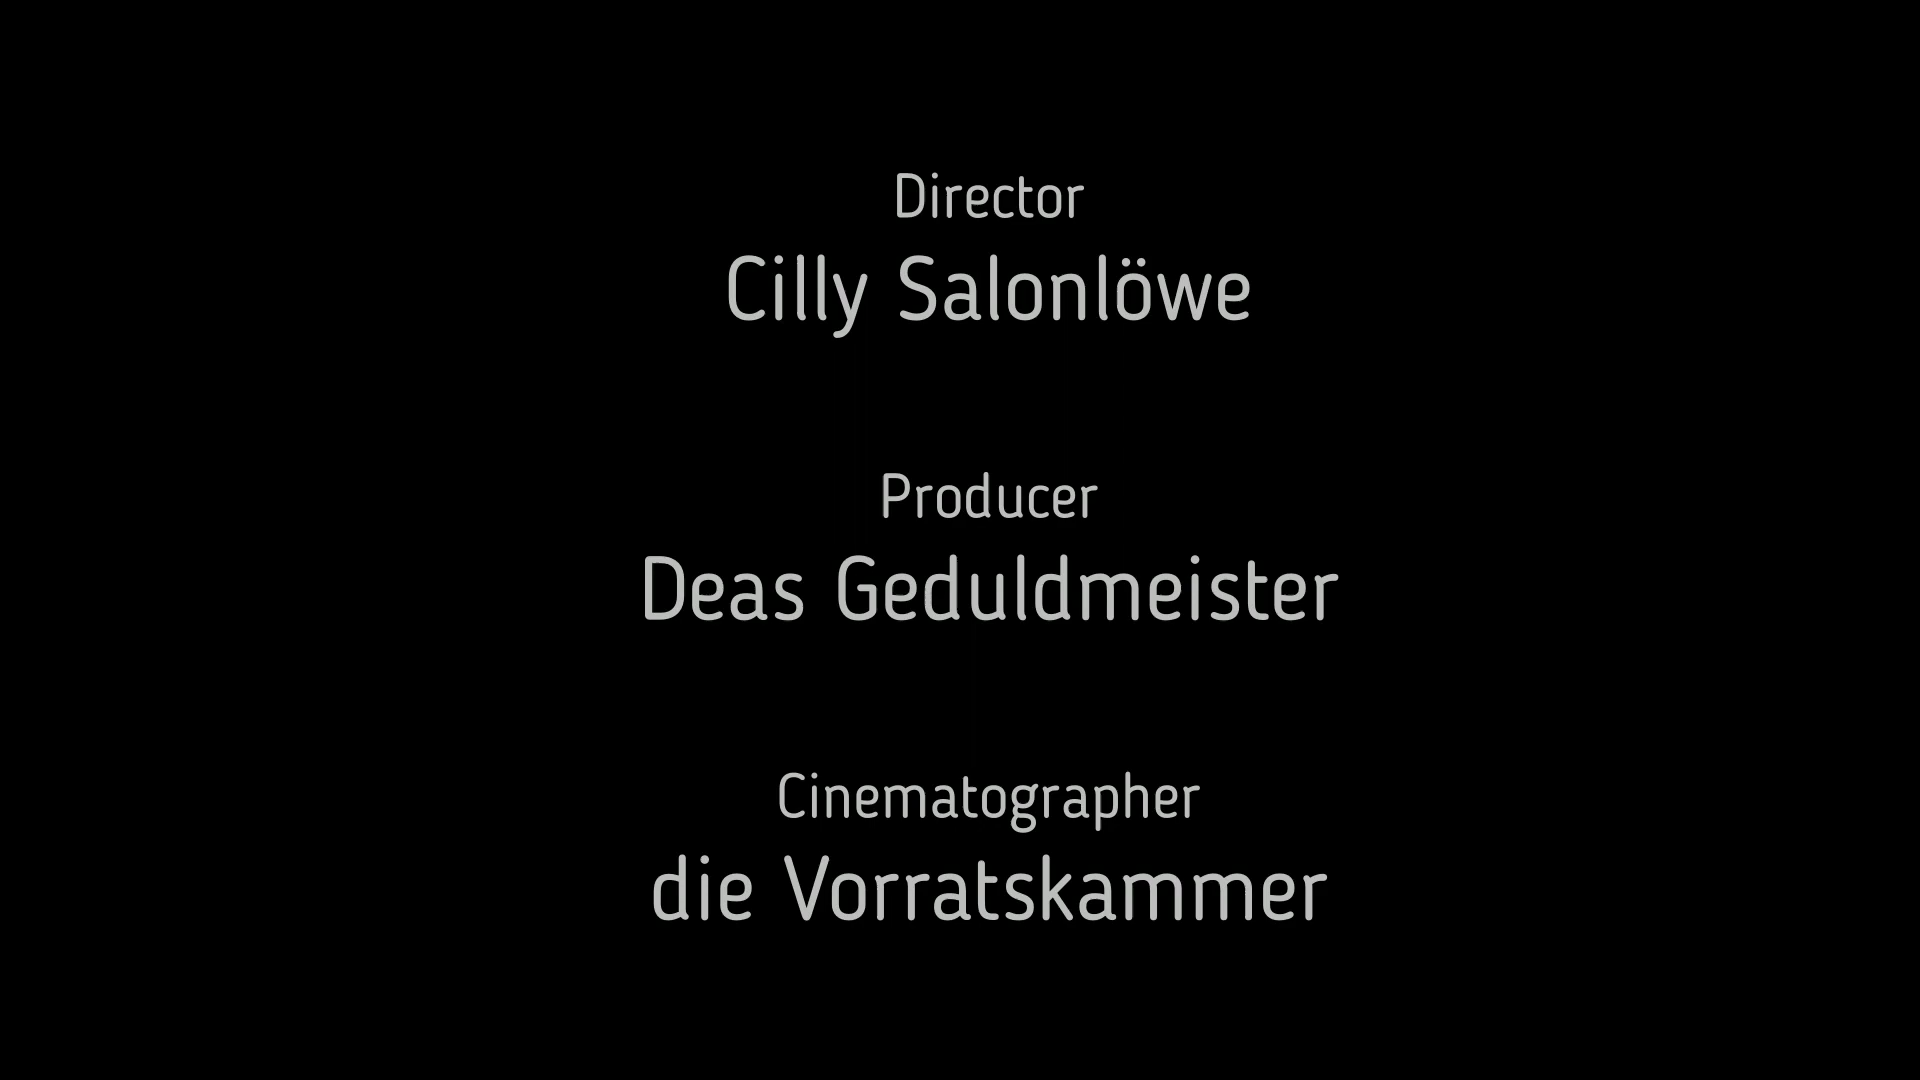 Director
Cilly Salonlöwe
Producer
Deas Geduldmeister
Cinematographer
die Vorratskammer